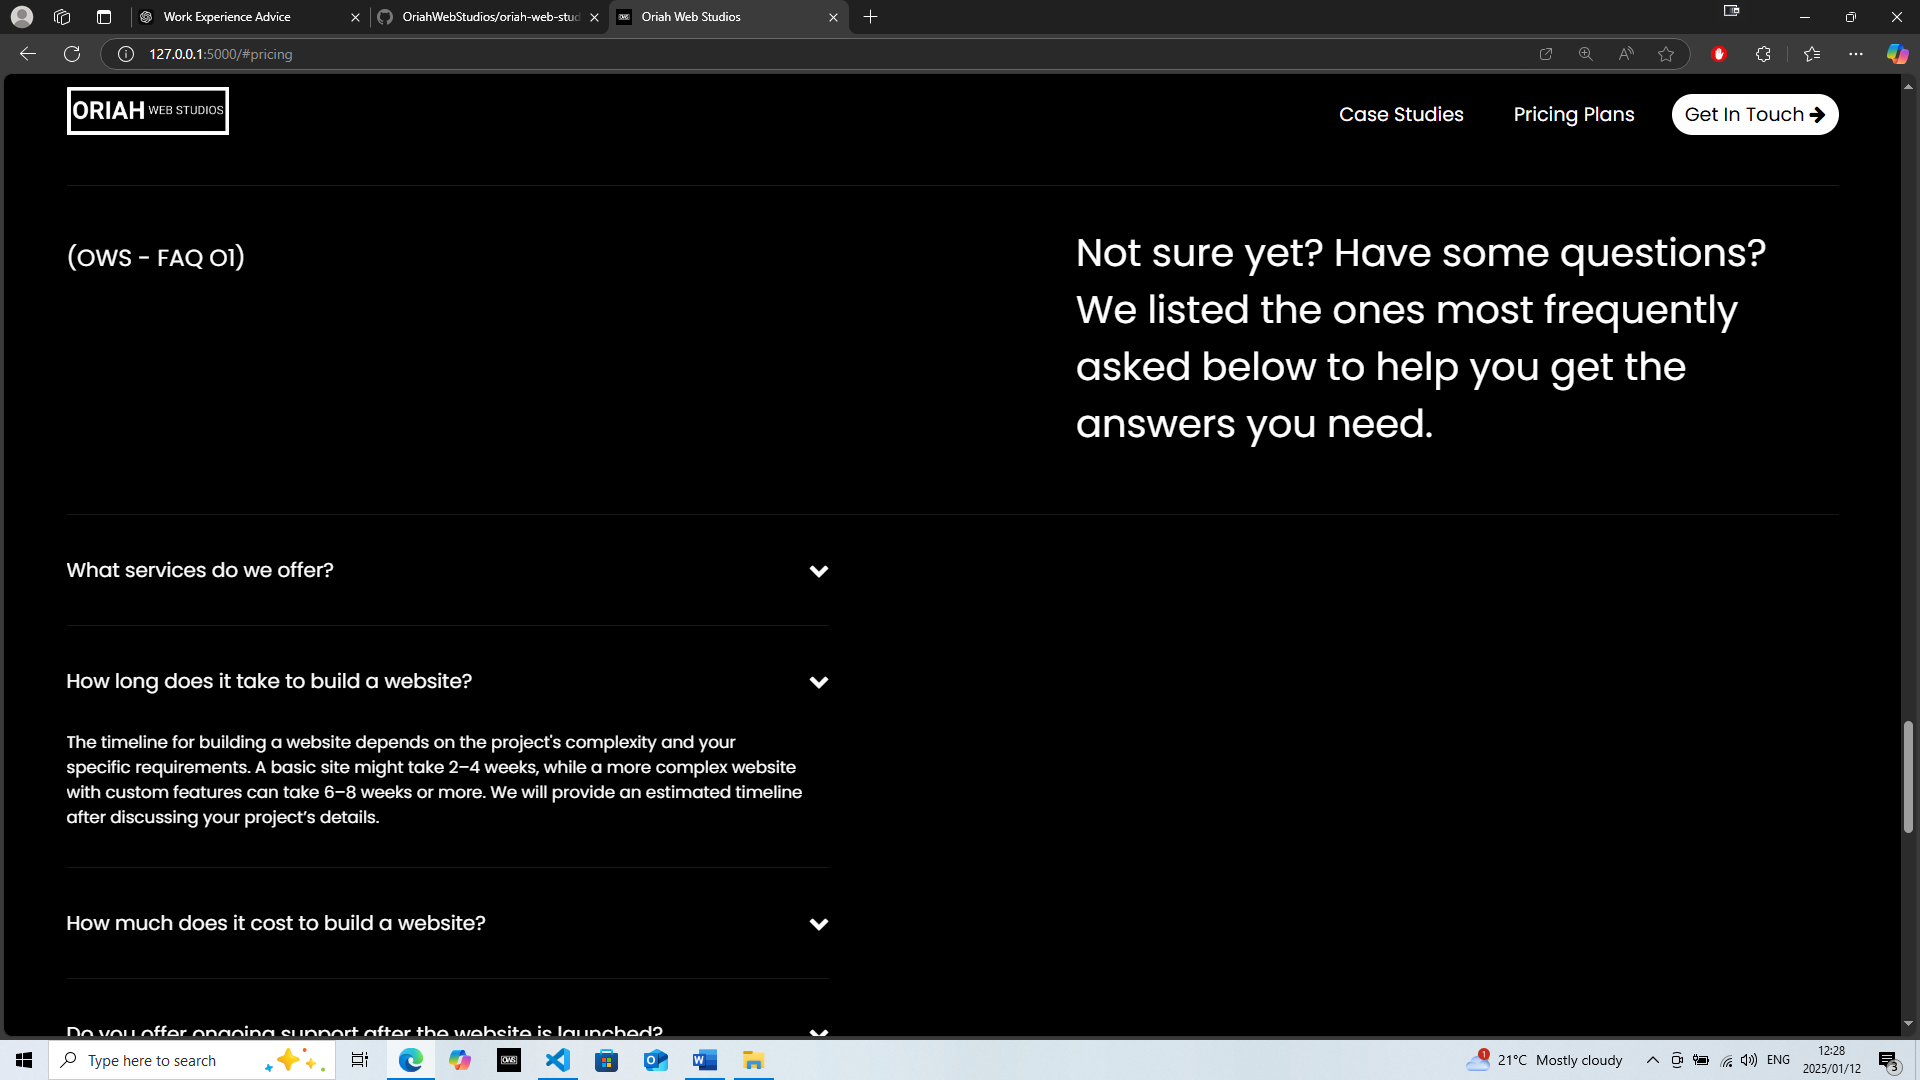 Work Experience Advice
OriahWebStudios/oriah-web-stud
Oriah Web Studios
127.0.0.1:5000/#pricing
ORIAH WEB STUDIOS
Case Studies
Pricing Plans
Get In Touch
(OWS - FAQ 01)
Not sure yet? Have some questions?
We listed the ones most frequently
asked below to help you get the
answers you need.
What services do we offer?
How long does it take to build a website?
The timeline for building a website depends on the project's complexity and your
specific requirements. A basic site might take 2–4 weeks, while a more complex website
with custom features can take 6–8 weeks or more. We will provide an estimated timeline
after discussing your project’s details.
How much does it cost to build a website?
Do you offer ongoing support after the website is launched?
Type here to search
OWS
1
21°C Mostly cloudy
ENG
12:28
2025/01/12
3